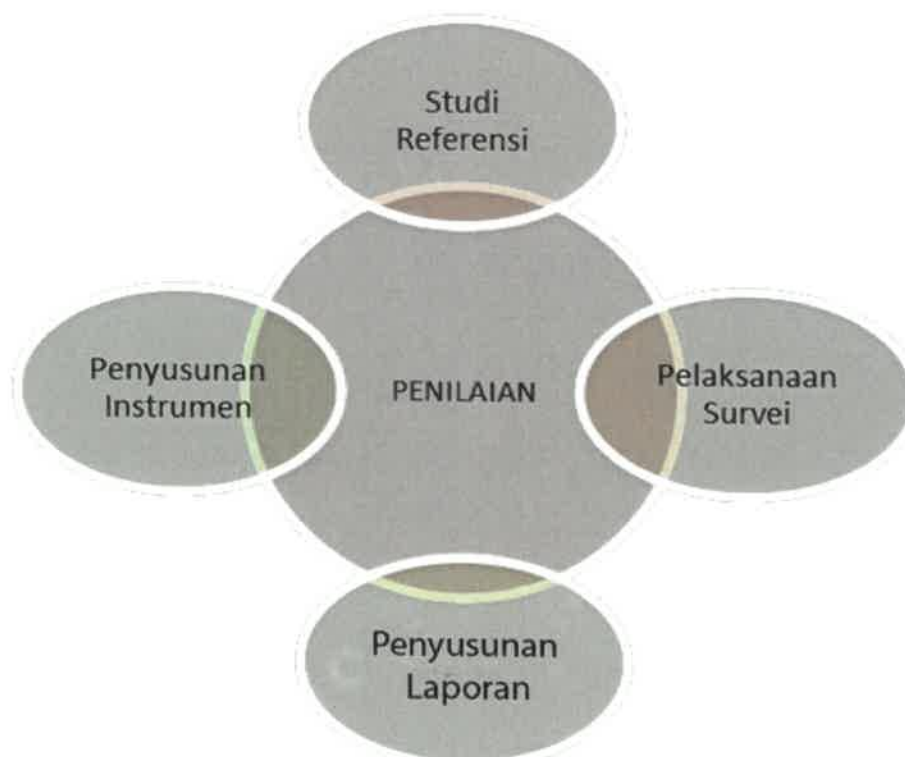 Studi
Referensi
Penyusunan
Instrumen
PENILAIAN
Pelaksanaan
Survei
Penyusunan
Laporan